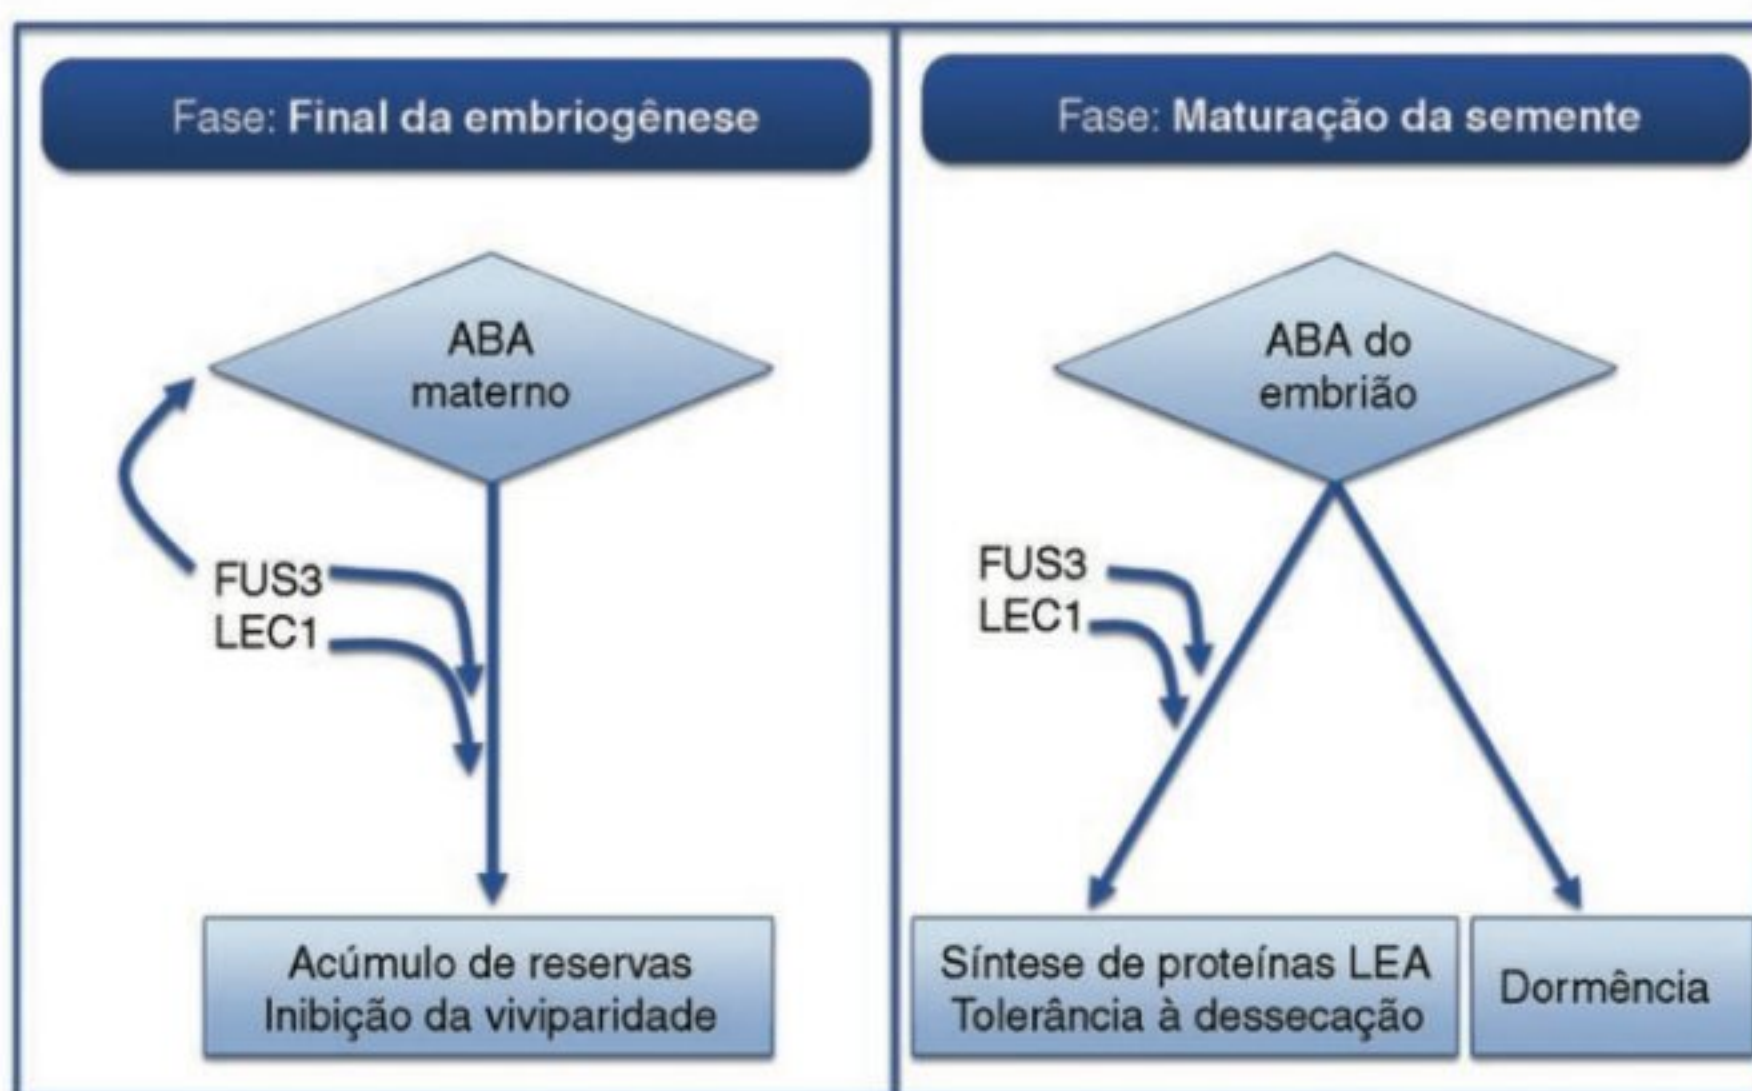 Fase: Final da embriogênese
ABA
materno
FUS3
LEC1
Acúmulo de reservas
Inibição da viviparidade
Fase: Maturação da semente
ABA do
embrião
FUS3
LEC1
Síntese de proteínas LEA
Tolerância à dessecação
Dormência